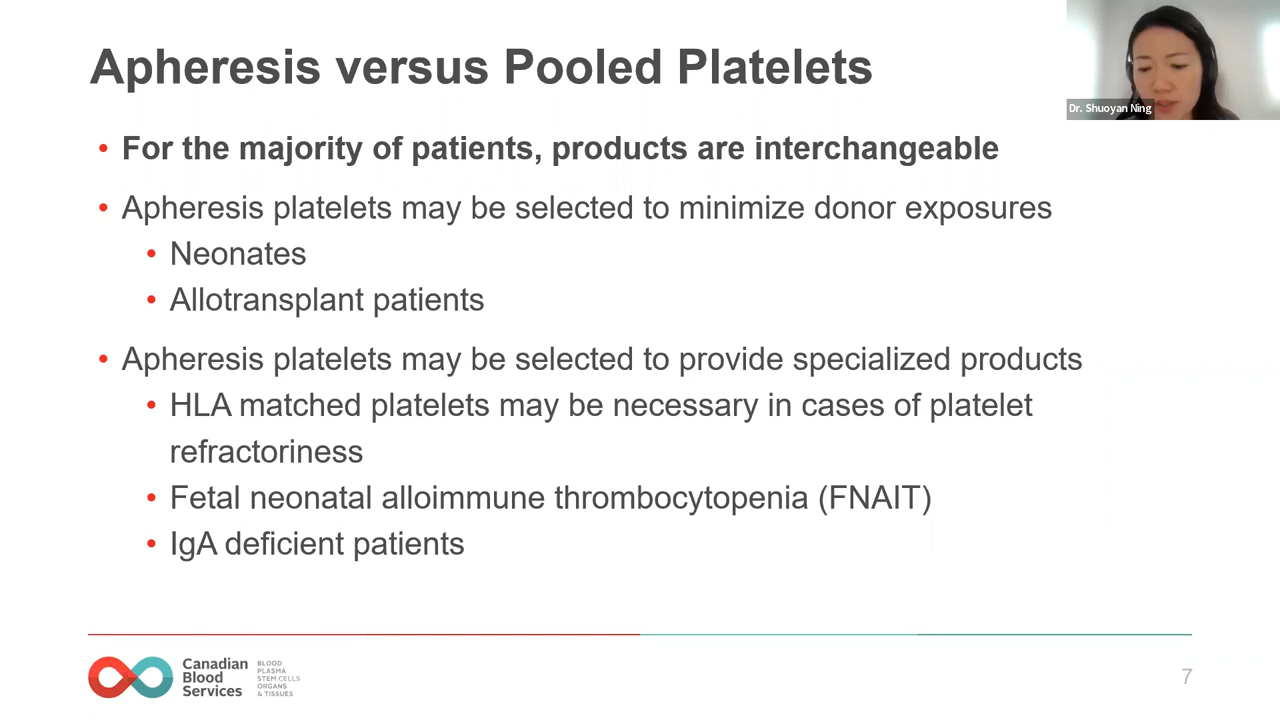 Apheresis versus Pooled Platelets
Dr. Shuoyan Ning
• For the majority of patients, products are interchangeable
• Apheresis platelets may be selected to minimize donor exposures
• Neonates
• Allotransplant patients
• Apheresis platelets may be selected to provide specialized products
• HLA matched platelets may be necessary in cases of platelet
refractoriness
• Fetal neonatal alloimmune thrombocytopenia (FNAIT)
• IgA deficient patients
Canadian
Blood
Services
BLOOD
PLASMA
STEM CELLS
ORGANS
& TISSUES
7